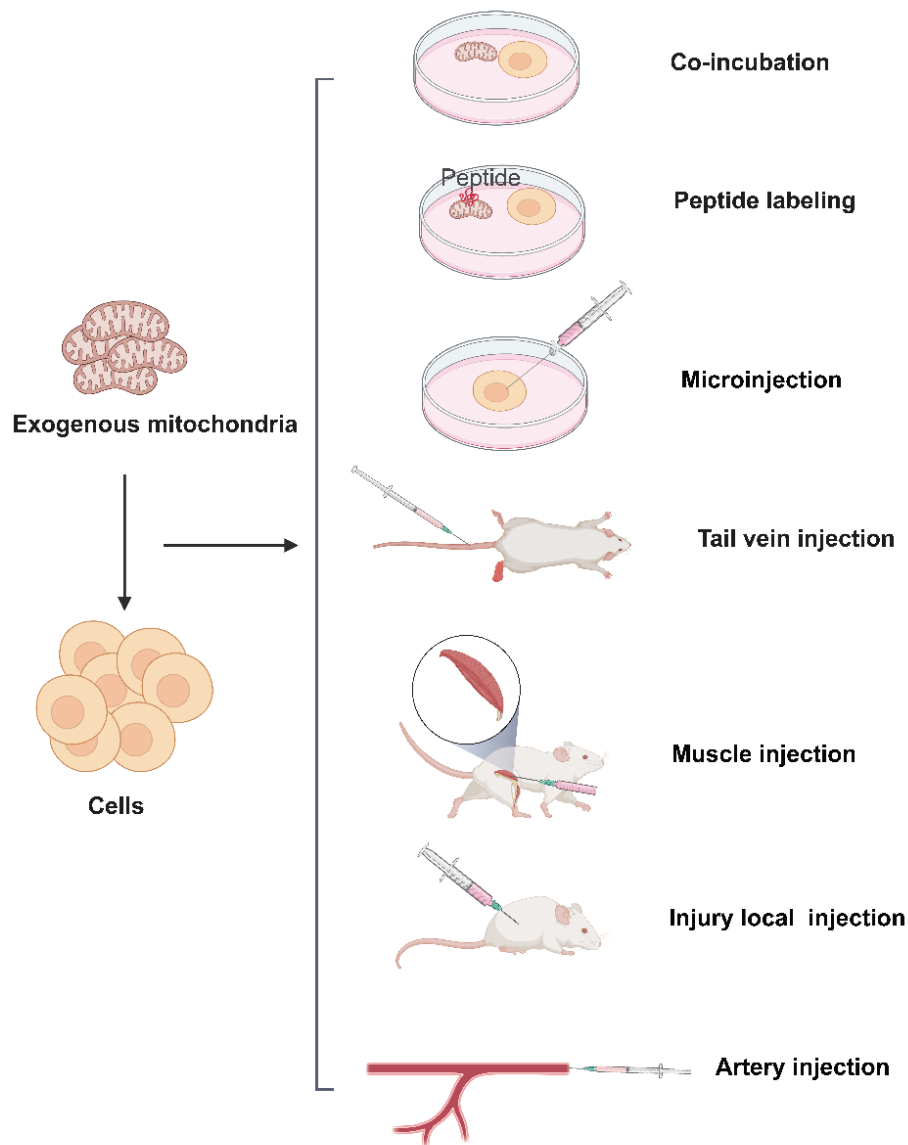 Co-incubation
Peptide
Peptide labeling
Microinjection
Exogenous mitochondria
Tail vein injection
Muscle injection
Cells
Injury local  injection
Artery injection